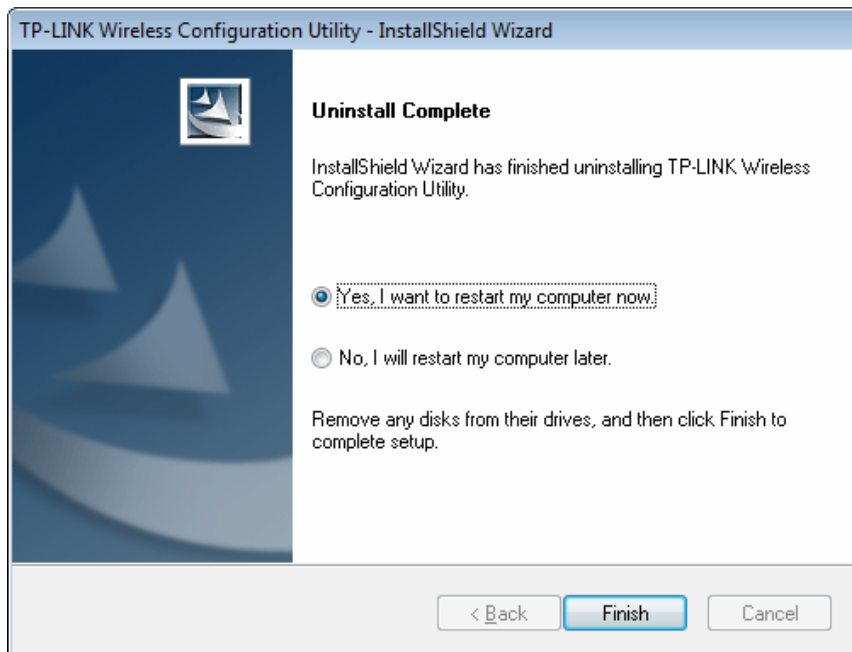 TP-LINK Wireless Configuration Utility - InstallShield Wizard
Uninstall Complete
InstallShield Wizard has finished uninstalling TP-LINK Wireless
Configuration Utility.
Yes, I want to restart my computer now.
No, I will restart my computer later.
Remove any disks from their drives, and then click Finish to
complete setup.
< Back
Finish
Cancel